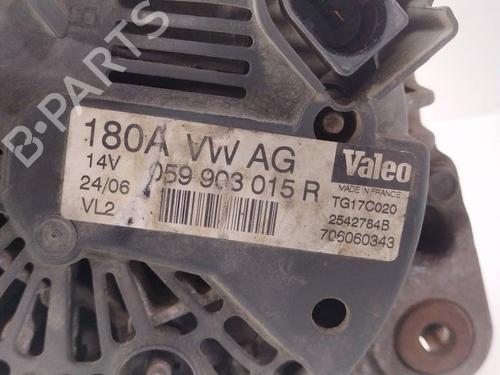 B-PARTS
180A VW AG
14V
059 903 015 R
24/06
VL2
Valeo
MADE IN FRANCE
TG17C020
2542784B
706060343